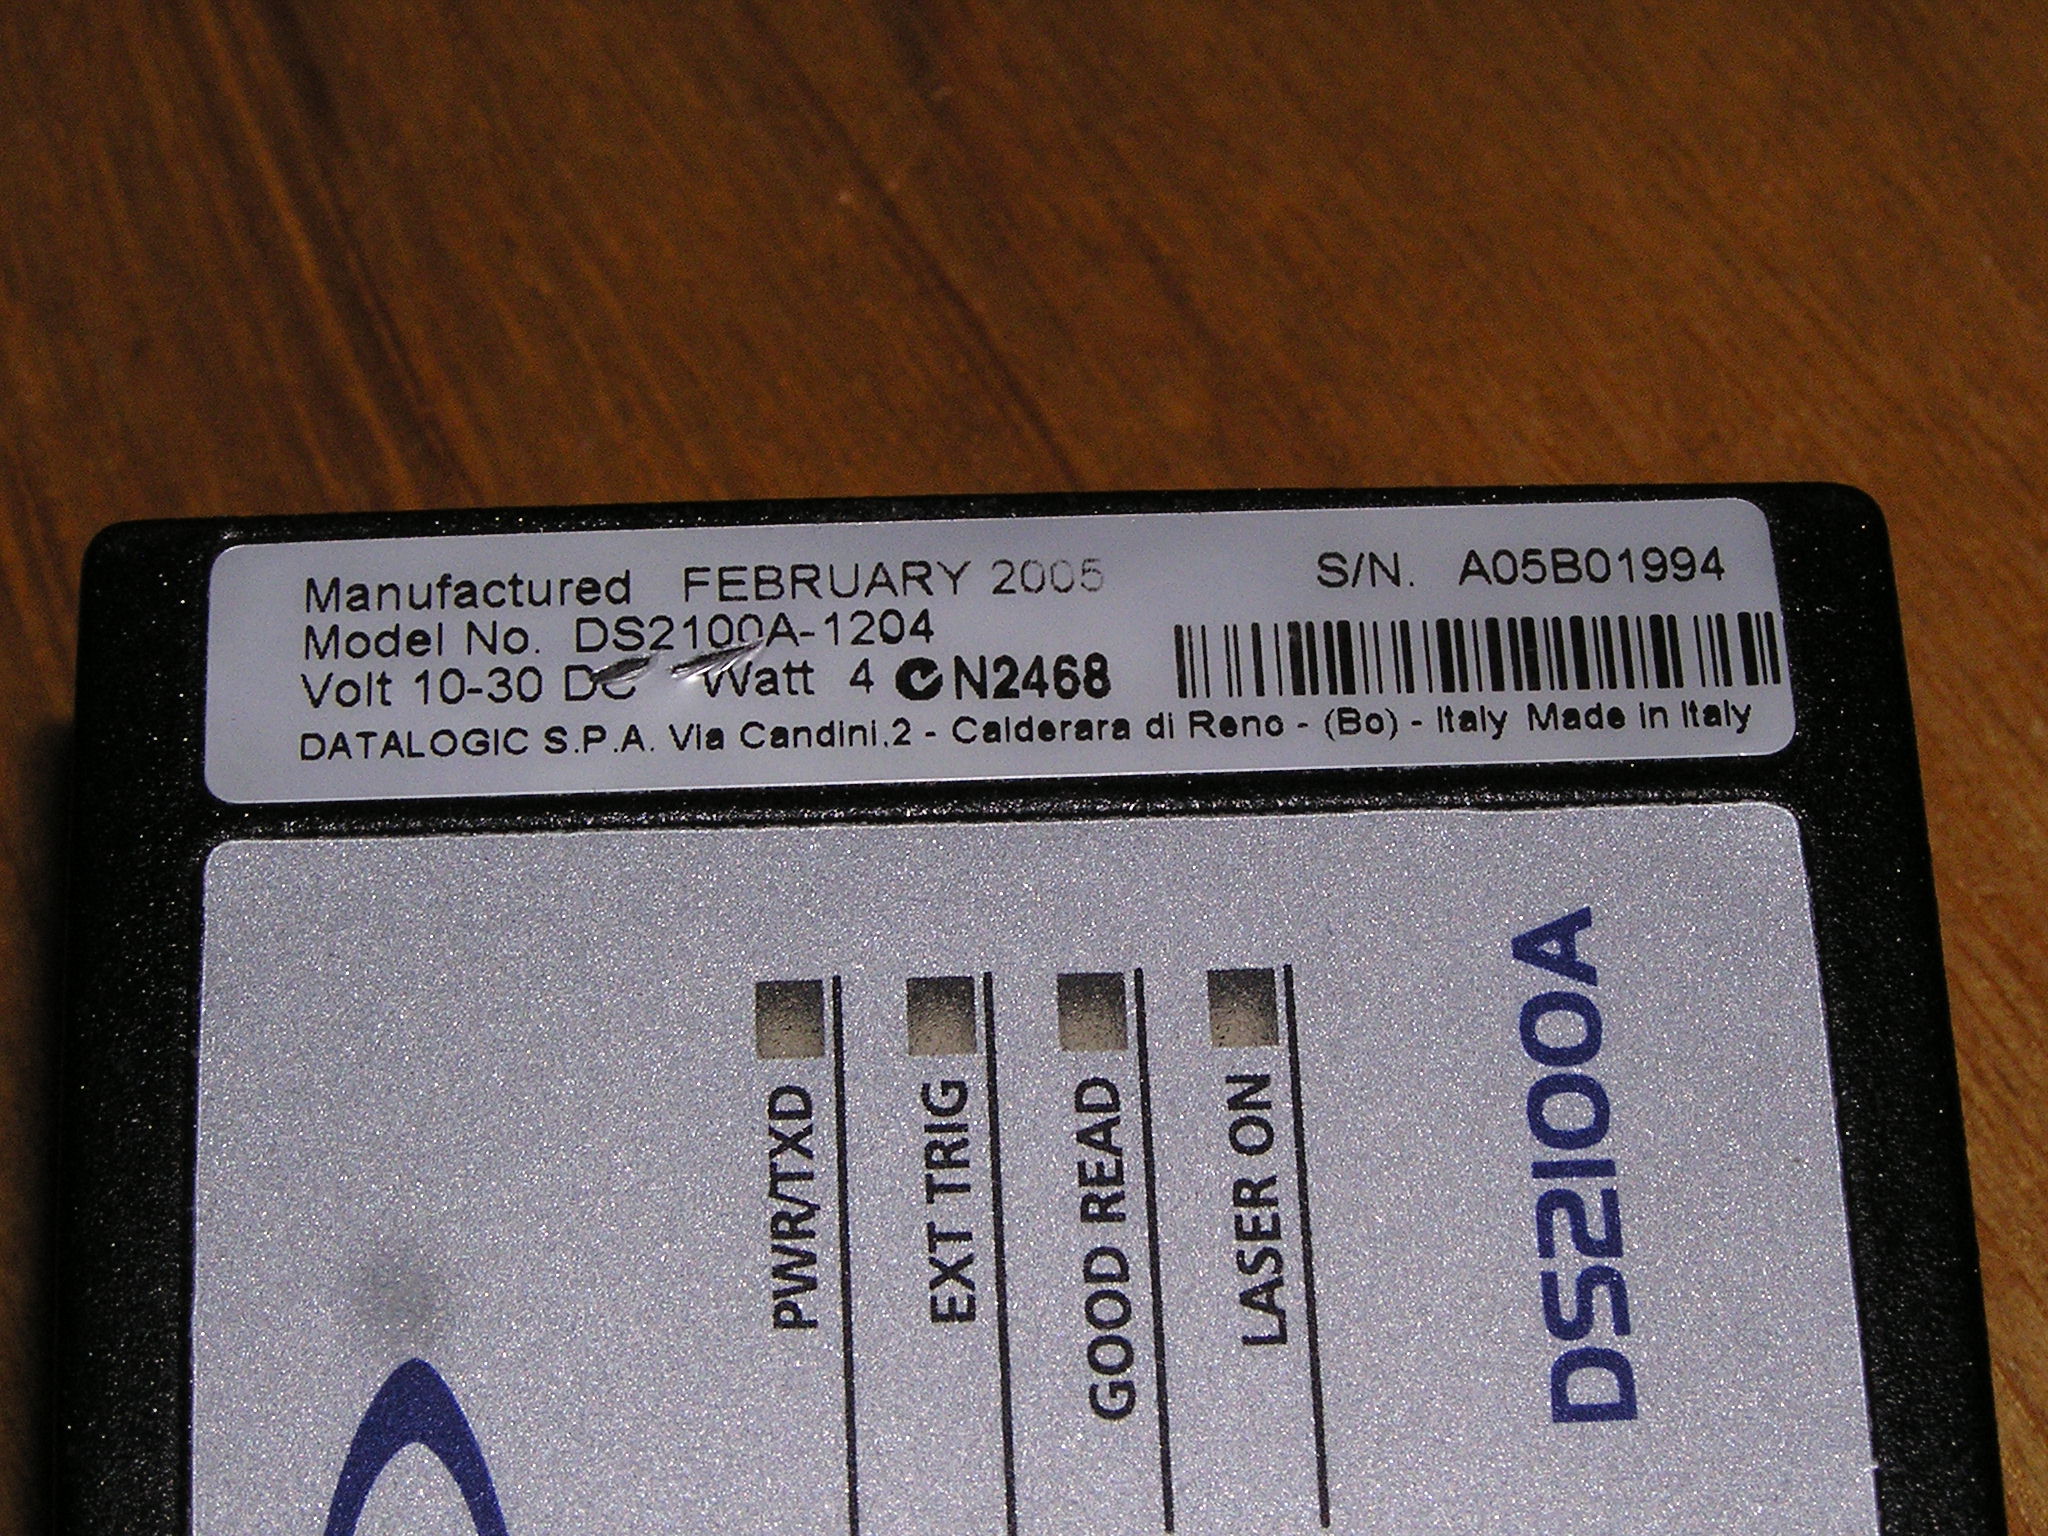 Manufactured FEBRUARY 2005
S/N. A05B01994
Model No. DS2100A-1204
Volt 10-30 DC Watt 4 N2468
DATALOGIC S.P.A. Via Candini,2 - Calderara di Reno - (Bo) - Italy Made in Italy
PWR/TXD
EXT TRIG
GOOD READ
LASER ON
DS2100A